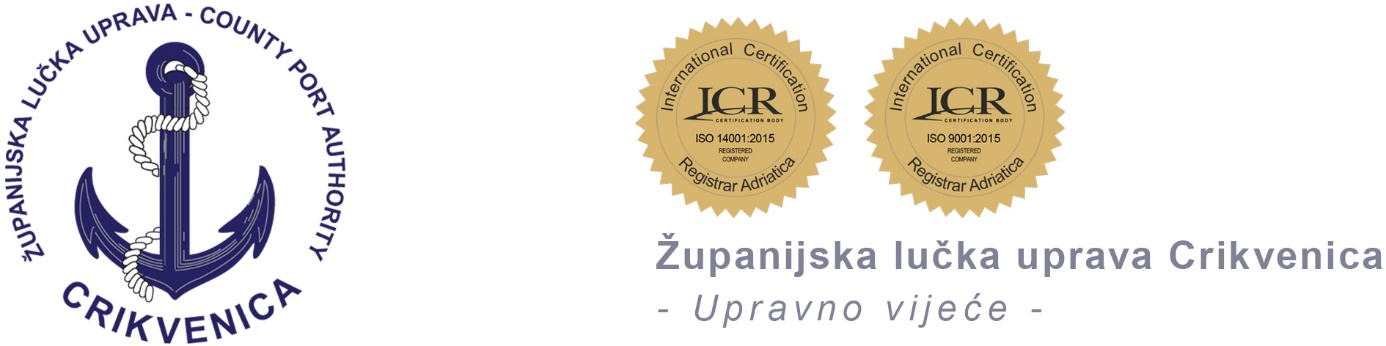 ŽUPANIJSKA LUČKA UPRAVA - COUNTY PORT AUTHORITY
CRIKVENICA
International Certification
ICR
CERTIFICATION BODY
ISO 14001:2015
REGISTERED
COMPANY
Registrar Adriatica
International Certification
ICR
CERTIFICATION BODY
ISO 9001:2015
REGISTERED
COMPANY
Registrar Adriatica
Županijska lučka uprava Crikvenica
- Upravno vijeće -